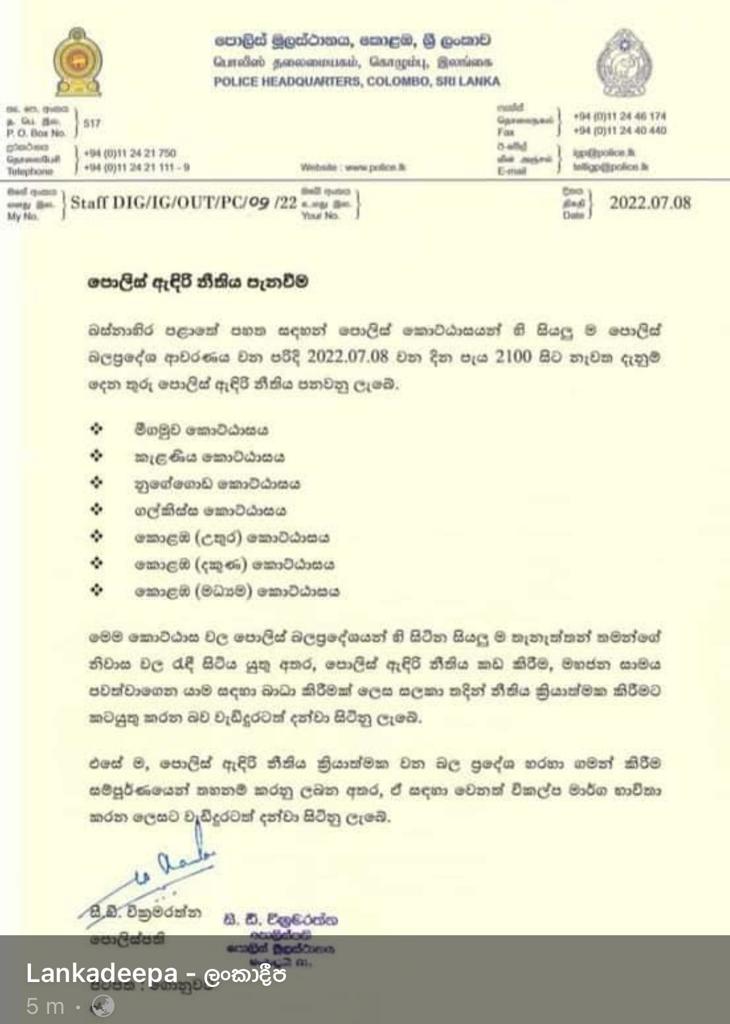 පොලිස් මූලස්ථානය, කොළඹ, ශ්‍රී ලංකාව
பொலிஸ் தலைமையகம், கொழும்பு, இலங்கை
POLICE HEADQUARTERS, COLOMBO, SRI LANKA
P. O. Box No. 517
Telephone +94 (0)11 24 21 750
+94 (0)11 24 21 111 - 9
Website : www.police.lk
Fax +94 (0)11 24 46 174
+94 (0)11 24 40 440
E-mail igp@police.lk
telligp@police.lk
මගේ අංකය
எனது இல.
My No. Staff DIG/IG/OUT/PC/09 /22
ඔබේ අංකය
உமது இல.
Your No.
දිනය
திகதி
Date 2022.07.08
පොලිස් ඇඳිරි නීතිය පැනවීම
බස්නාහිර පළාතේ පහත සඳහන් පොලිස් කොට්ඨාසයන් හි සියලු ම පොලිස්
බලප්‍රදේශ ආවරණය වන පරිදි 2022.07.08 වන දින පැය 2100 සිට නැවත දැනුම්
දෙන තුරු පොලිස් ඇඳිරි නීතිය පනවනු ලැබේ.
❖ මීගමුව කොට්ඨාසය
❖ කැළණිය කොට්ඨාසය
❖ නුගේගොඩ කොට්ඨාසය
❖ ගල්කිස්ස කොට්ඨාසය
❖ කොළඹ (උතුර) කොට්ඨාසය
❖ කොළඹ (දකුණ) කොට්ඨාසය
❖ කොළඹ (මධ්‍යම) කොට්ඨාසය
මෙම කොට්ඨාස වල පොලිස් බලප්‍රදේශයන් හි සිටින සියලු ම තැනැත්තන් තමන්ගේ
නිවාස වල රැඳී සිටිය යුතු අතර, පොලිස් ඇඳිරි නීතිය කඩ කිරීම, මහජන සාමය
පවත්වාගෙන යාම සඳහා බාධා කිරීමක් ලෙස සලකා තදින් නීතිය ක්‍රියාත්මක කිරීමට
කටයුතු කරන බව වැඩිදුරටත් දන්වා සිටිනු ලැබේ.
එසේ ම, පොලිස් ඇඳිරි නීතිය ක්‍රියාත්මක වන බල ප්‍රදේශ හරහා ගමන් කිරීම
සම්පූර්ණයෙන් තහනම් කරනු ලබන අතර, ඒ සඳහා වෙනත් විකල්ප මාර්ග භාවිතා
කරන ලෙසට වැඩිදුරටත් දන්වා සිටිනු ලැබේ.
සී.ඩී. වික්‍රමරත්න
පොලිස්පති
සී. ඩී. වික්‍රමරත්න
පොලිස්පති
පොලිස් මූලස්ථානය
Lankadeepa - ලංකාදීප
5 m ·